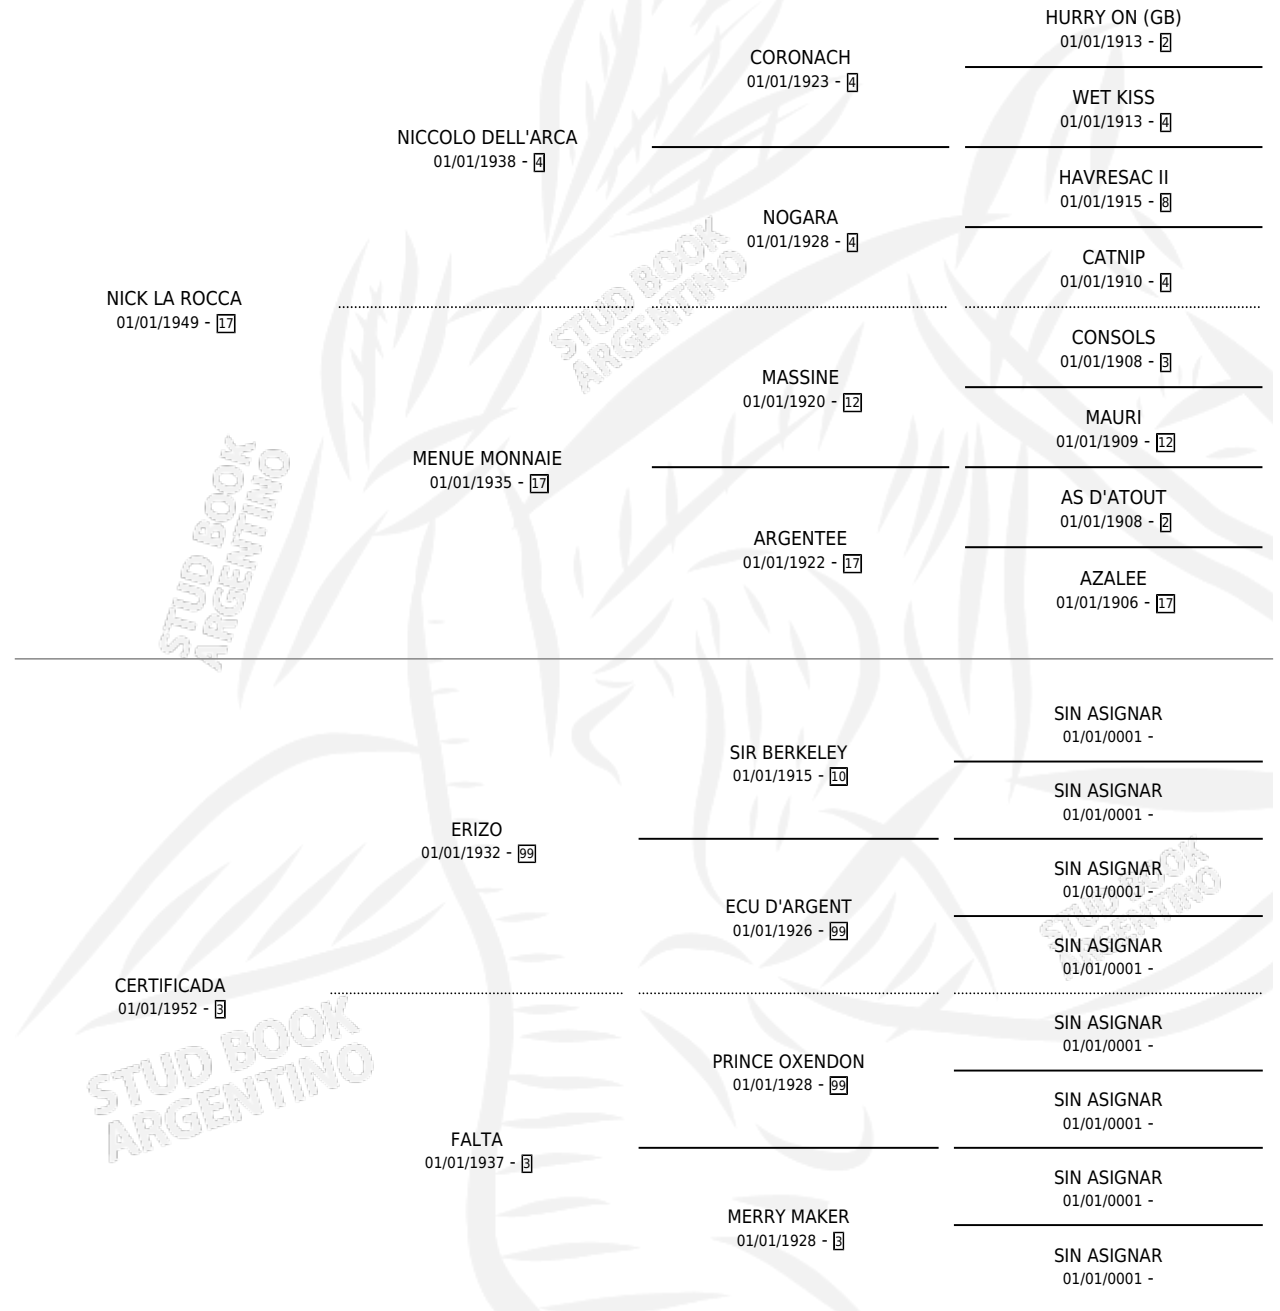 HURRY ON (GB)
01/01/1913 - 2
CORONACH
01/01/1923 - 4
WET KISS
01/01/1913 - 4
NICCOLO DELL'ARCA
01/01/1938 - 4
HAVRESAC II
01/01/1915 - 8
NOGARA
01/01/1928 - 4
CATNIP
01/01/1910 - 4
NICK LA ROCCA
01/01/1949 - 17
CONSOLS
01/01/1908 - 3
MASSINE
01/01/1920 - 12
MAURI
01/01/1909 - 12
MENUE MONNAIE
01/01/1935 - 17
AS D'ATOUT
01/01/1908 - 2
ARGENTEE
01/01/1922 - 17
AZALEE
01/01/1906 - 17
STUD BOOK
ARGENTINO
STUD BOOK
ARGENTINO
SIN ASIGNAR
01/01/0001 -
SIR BERKELEY
01/01/1915 - 10
SIN ASIGNAR
01/01/0001 -
ERIZO
01/01/1932 - 99
SIN ASIGNAR
01/01/0001 -
ECU D'ARGENT
01/01/1926 - 99
SIN ASIGNAR
01/01/0001 -
CERTIFICADA
01/01/1952 - 3
SIN ASIGNAR
01/01/0001 -
PRINCE OXENDON
01/01/1928 - 99
SIN ASIGNAR
01/01/0001 -
FALTA
01/01/1937 - 3
SIN ASIGNAR
01/01/0001 -
MERRY MAKER
01/01/1928 - 3
SIN ASIGNAR
01/01/0001 -
STUD BOOK
ARGENTINO
STUD BOOK
ARGENTINO